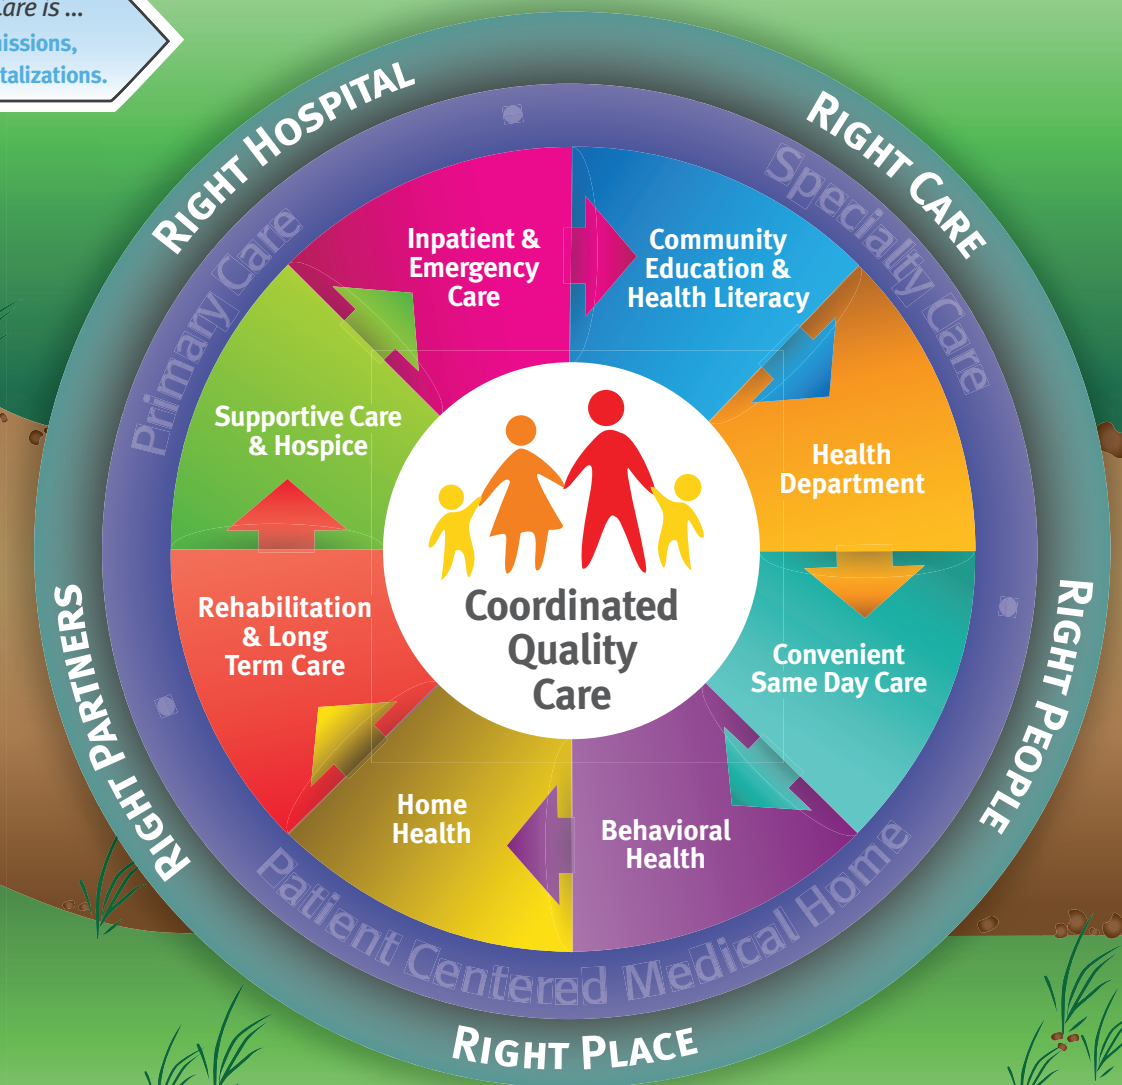 are is ...
issions,
talizations.
RIGHT HOSPITAL
RIGHT CARE
RIGHT PEOPLE
RIGHT PLACE
RIGHT PARTNERS
Primary Care
Specialty Care
Patient Centered Medical Home
Inpatient &
Emergency
Care
Community
Education &
Health Literacy
Health
Department
Convenient
Same Day Care
Behavioral
Health
Home
Health
Rehabilitation
& Long
Term Care
Supportive Care
& Hospice
Coordinated
Quality
Care